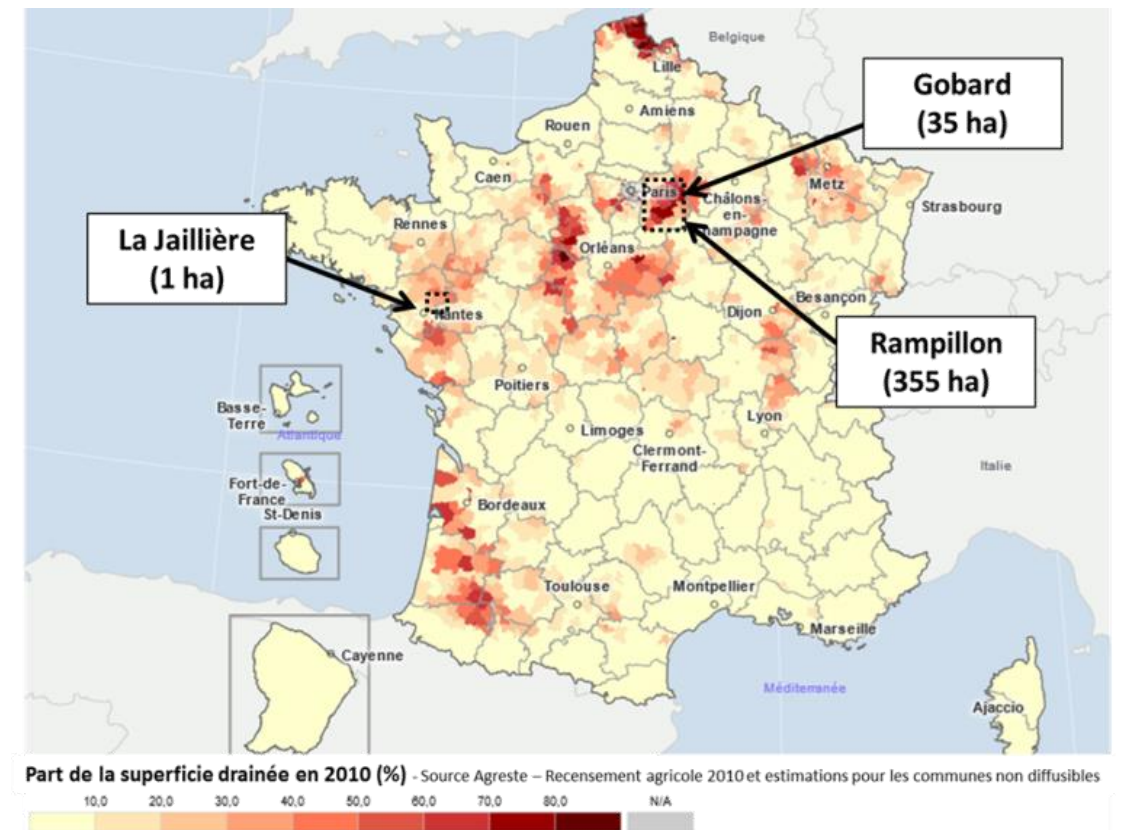 Belgique
Lille
Gobard
(35 ha)
Amiens
Rouen
Caen
Paris
Metz
Châlons-
en-
Champagne
Strasbourg
La Jaillière
(1 ha)
Rennes
Orléans
Nantes
Besançon
Dijon
Rampillon
(355 ha)
Poitiers
Basse-
Terre
Atlantique
Limoges
Lyon
Clermont-
Ferrand
Italie
Fort-de-
France
St-Denis
Bordeaux
Toulouse
Montpellier
Marseille
Cayenne
Méditerranée
Ajaccio
Part de la superficie drainée en 2010 (%) - Source Agreste – Recensement agricole 2010 et estimations pour les communes non diffusibles
10,0 20,0 30,0 40,0 50,0 60,0 70,0 80,0 N/A